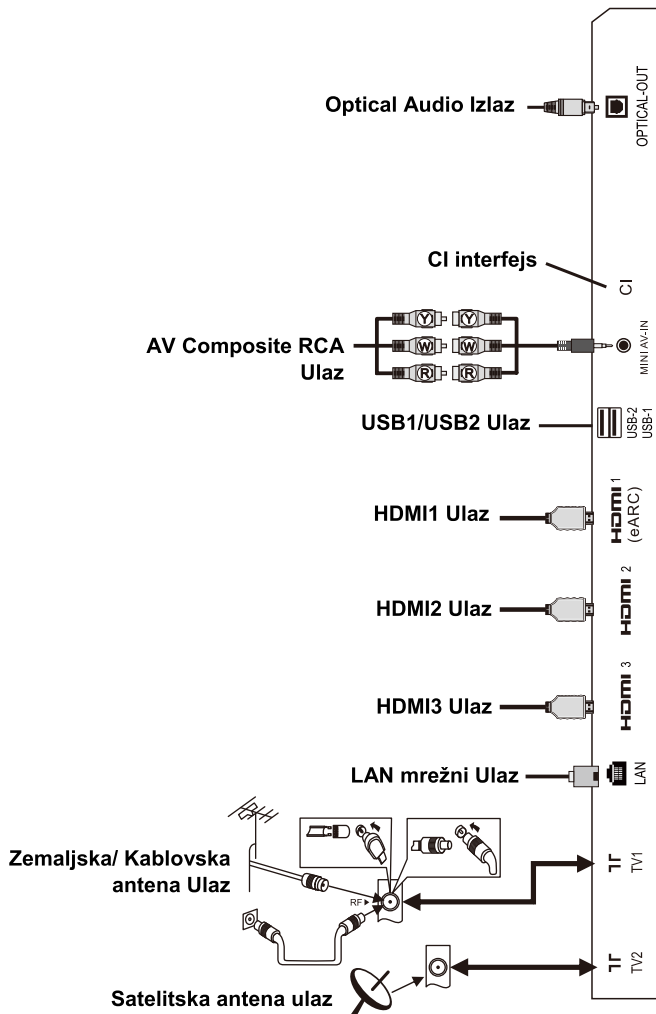 Optical Audio Izlaz
OPTICAL-OUT
CI interfejs
CI
AV Composite RCA
Ulaz
Y
Y
W
W
R
R
MINI AV-IN
USB1/USB2 Ulaz
USB-2
USB-1
HDMI1 Ulaz
HDMI 1
(eARC)
HDMI2 Ulaz
HDMI 2
HDMI3 Ulaz
HDMI 3
LAN mrežni Ulaz
LAN
Zemaljska/ Kablovska
antena Ulaz
RF
TV1
Satelitska antena ulaz
TV2